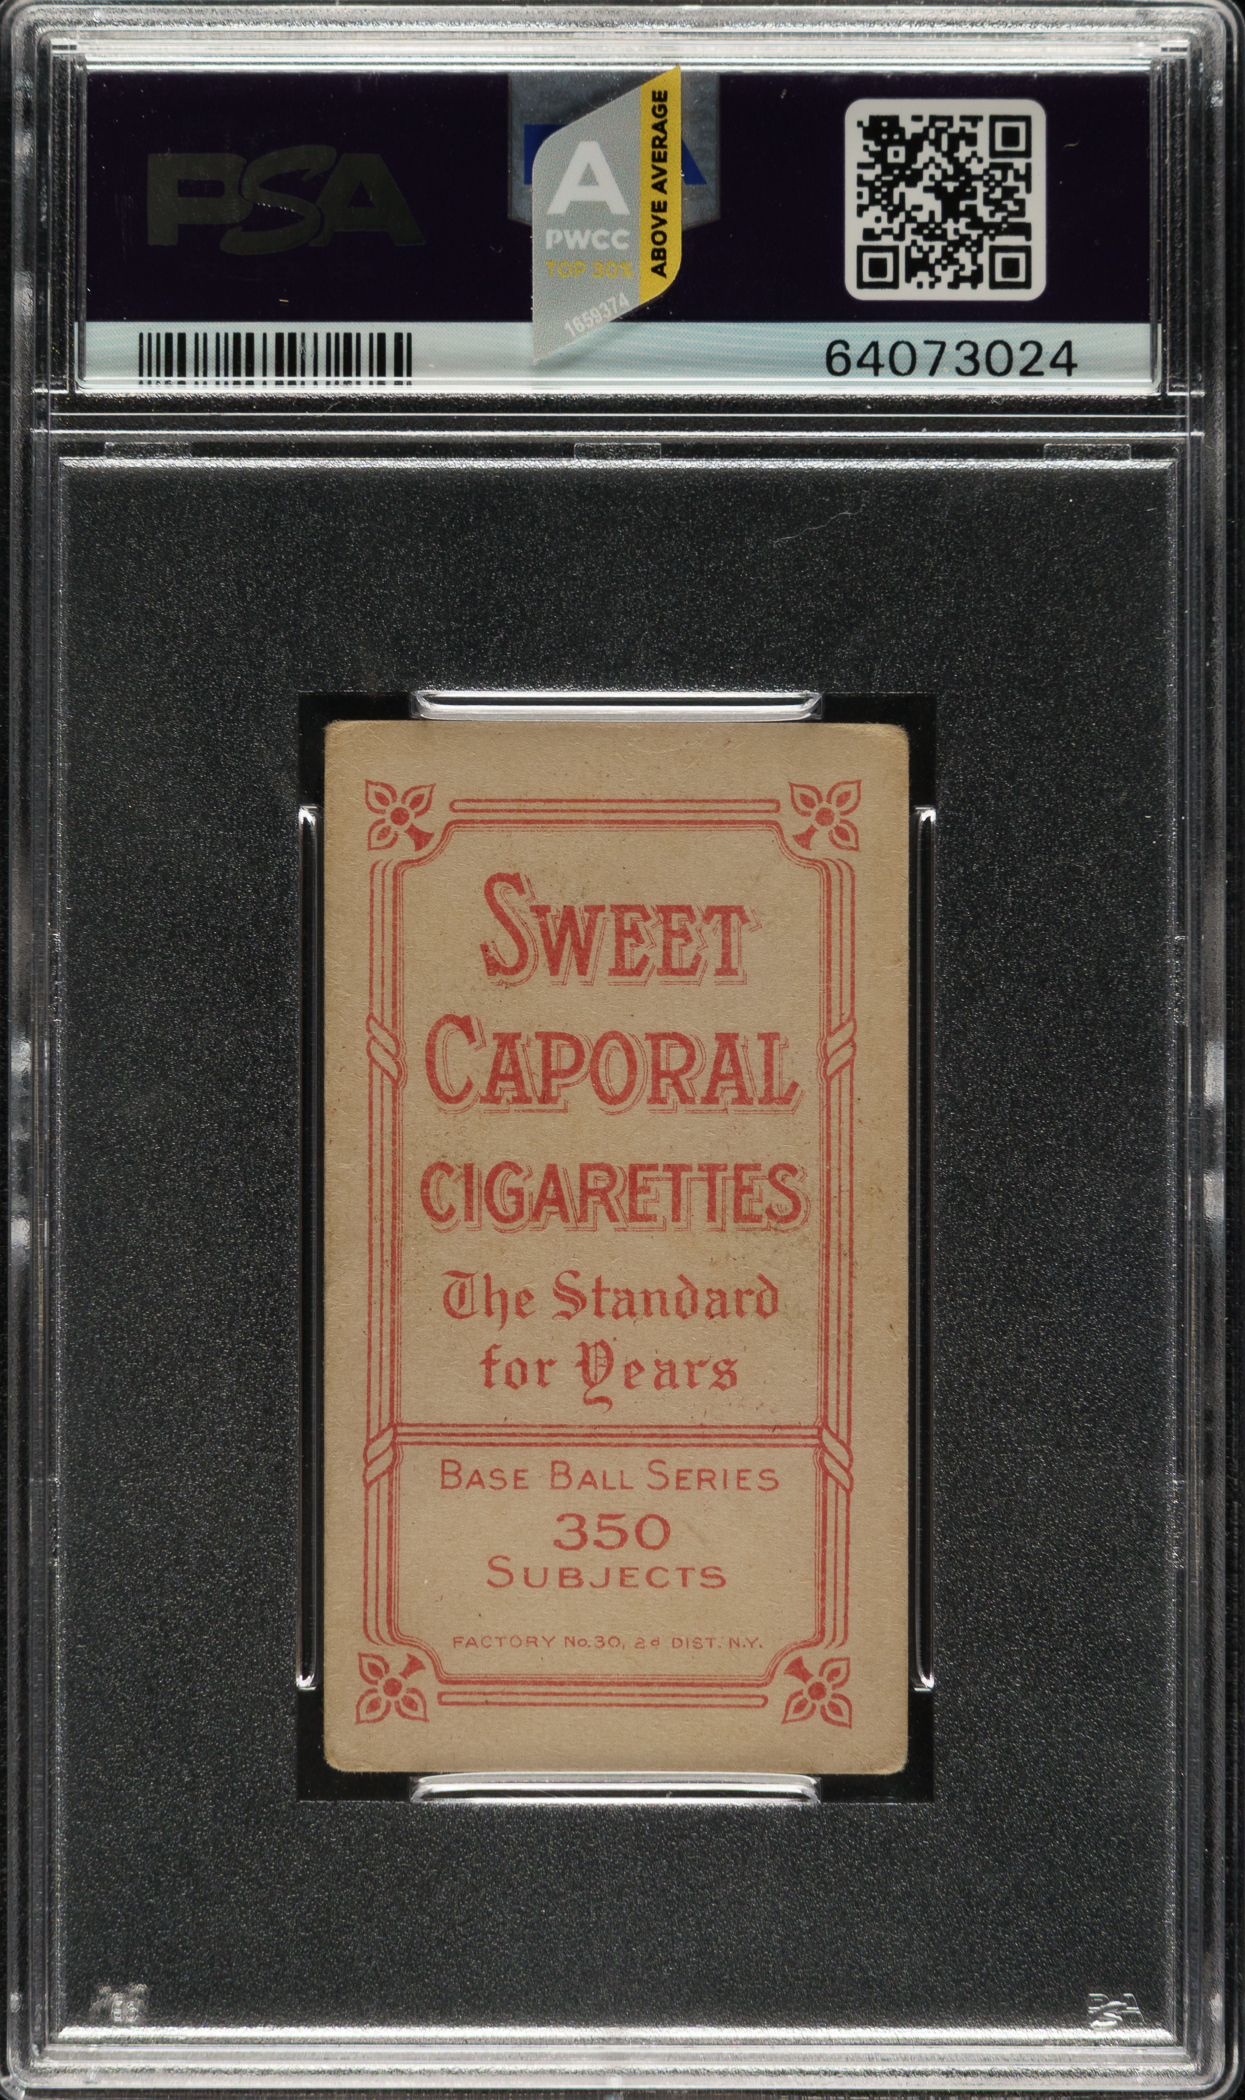 PSA
A
PWCC
TOP 30%
ABOVE AVERAGE
1659374
64073024
SWEET
CAPORAL
CIGARETTES
The Standard
for Years
BASE BALL SERIES
350
SUBJECTS
FACTORY No. 30, 2d DIST. N.Y.
PSA